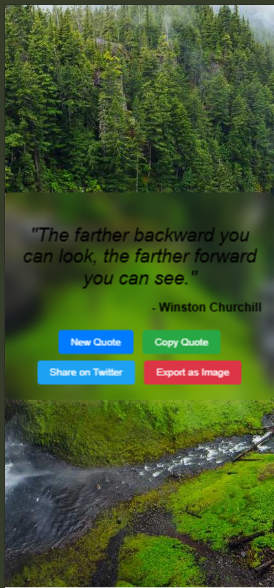 "The farther backward you
can look, the farther forward
you can see."
- Winston Churchill
New Quote Copy Quote
Share on Twitter Export as Image